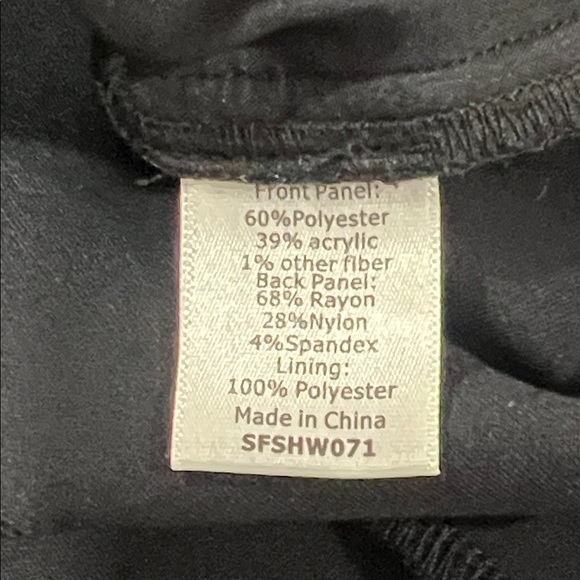 Front Panel:
60%Polyester
39% acrylic
1% other fiber
Back Panel:
68% Rayon
28%Nylon
4%Spandex
Lining:
100% Polyester
Made in China
SFSHW071